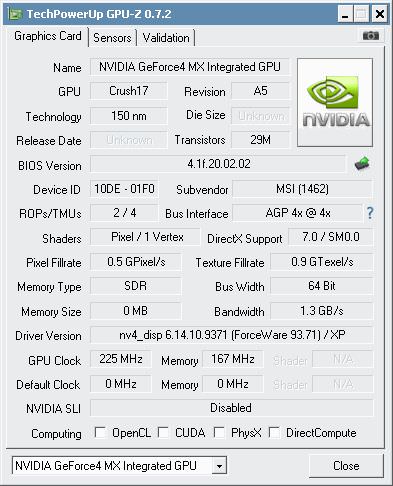 TechPowerUp GPU-Z 0.7.2
Graphics Card Sensors Validation
Name NVIDIA GeForce4 MX Integrated GPU
GPU Crush17 Revision A5
Technology 150 nm Die Size Unknown
Release Date Unknown Transistors 29M
BIOS Version 4.1f.20.02.02
Device ID 10DE - 01F0 Subvendor MSI (1462)
ROPs/TMUs 2 / 4 Bus Interface AGP 4x @ 4x ?
Shaders Pixel / 1 Vertex DirectX Support 7.0 / SM0.0
Pixel Fillrate 0.5 GPixel/s Texture Fillrate 0.9 GTexel/s
Memory Type SDR Bus Width 64 Bit
Memory Size 0 MB Bandwidth 1.3 GB/s
Driver Version nv4_disp 6.14.10.9371 (ForceWare 93.71) / XP
GPU Clock 225 MHz Memory 167 MHz Shader N/A
Default Clock 0 MHz Memory 0 MHz Shader N/A
NVIDIA SLI Disabled
Computing OpenCL CUDA PhysX DirectCompute
NVIDIA GeForce4 MX Integrated GPU Close
NVIDIA